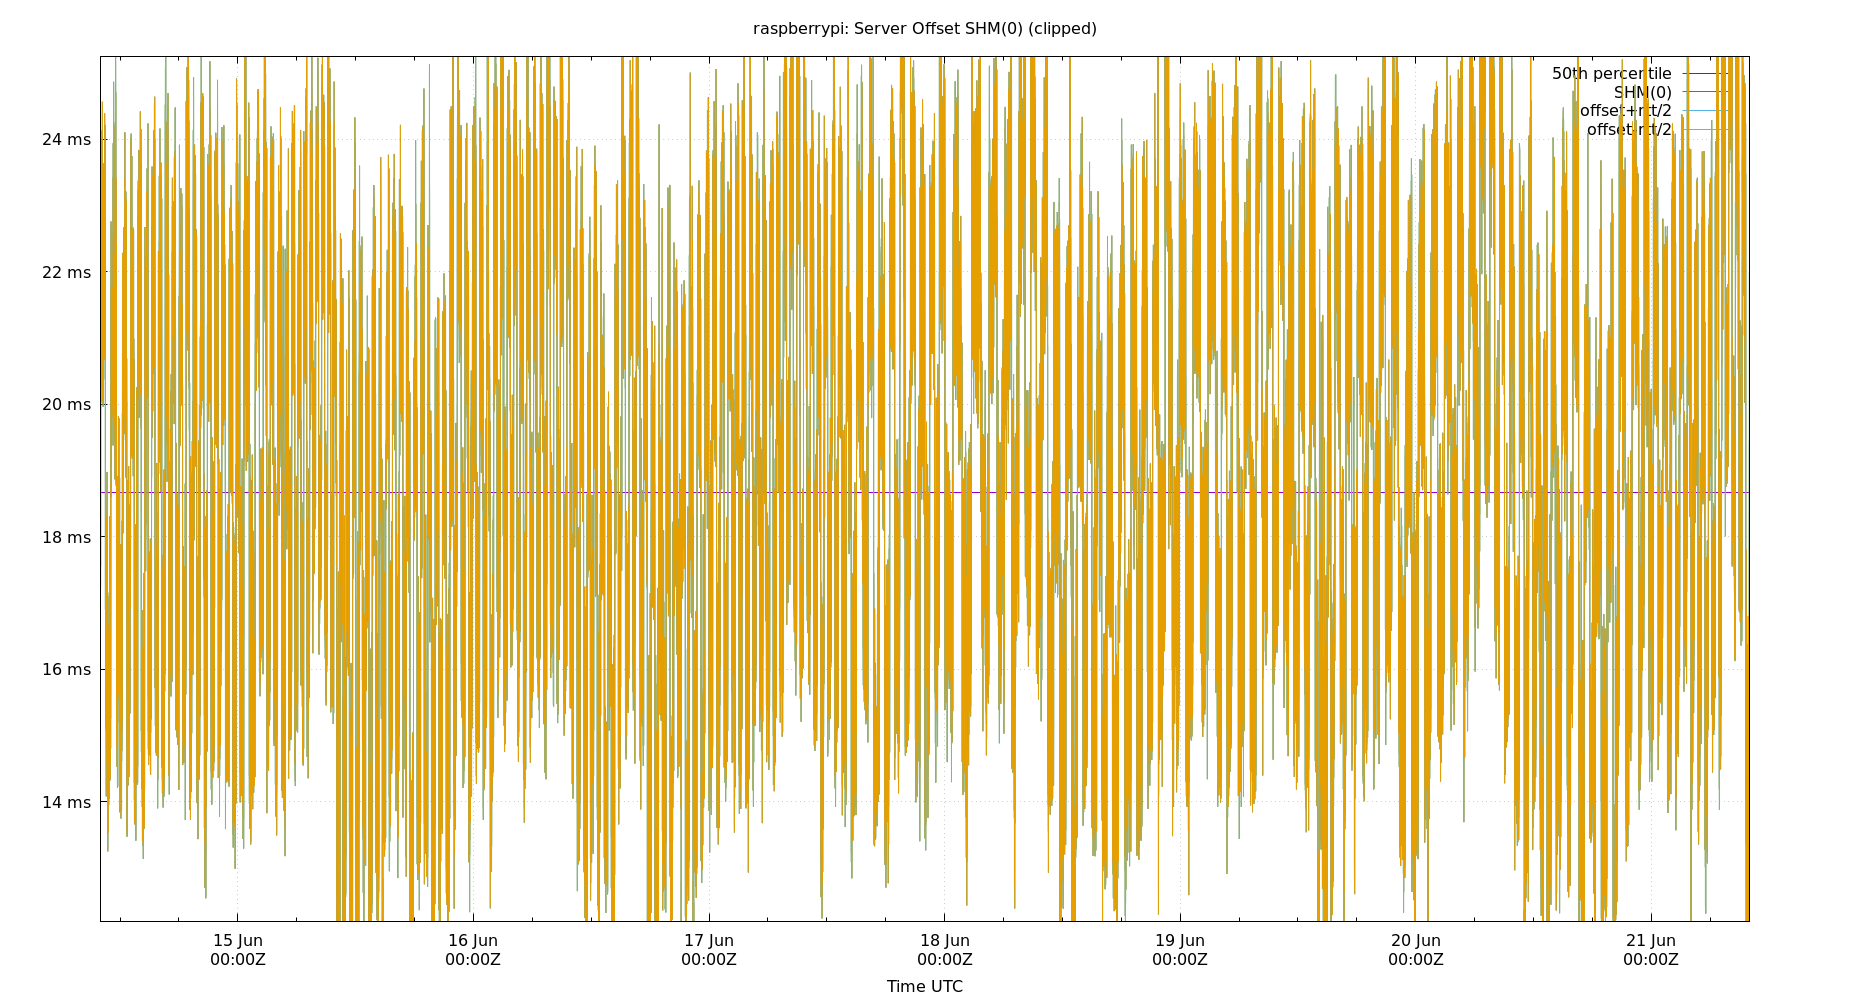 raspberrypi: Server Offset SHM(0) (clipped)
50th percentile
SHM(0)
offset+rtt/2
offset-rtt/2
24 ms
22 ms
20 ms
18 ms
16 ms
14 ms
15 Jun 16 Jun 17 Jun 18 Jun 19 Jun 20 Jun 21 Jun
00:00Z 00:00Z 00:00Z 00:00Z 00:00Z 00:00Z 00:00Z
Time UTC